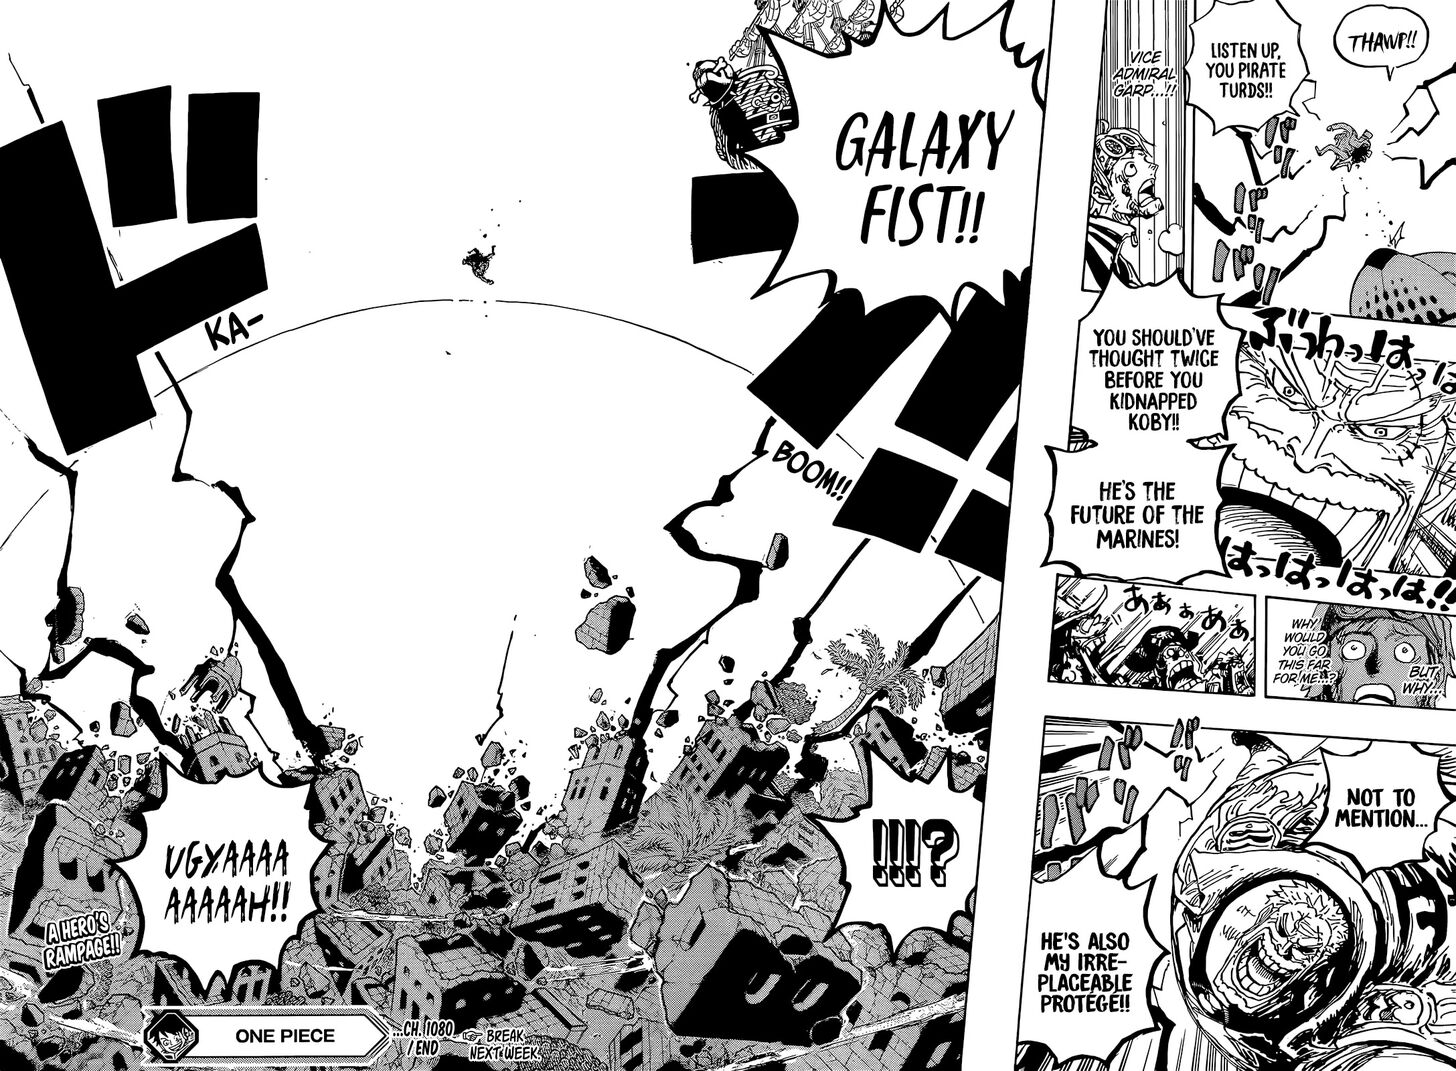 THAWP!!
LISTEN UP,
YOU PIRATE
TURDS!!
VICE
ADMIRAL
GARP...!!
ぶわっはっは
はっはっはっは!!
YOU SHOULD'VE
THOUGHT TWICE
BEFORE YOU
KIDNAPPED
KOBY!!
HE'S THE
FUTURE OF THE
MARINES!
BUT
WHY...
WHY
WOULD
YOU GO
THIS FAR
FOR ME...?
ああぁぁあ
NOT TO
MENTION...
HE'S ALSO
MY IRRE-
PLACEABLE
PROTÉGÉ!!
GALAXY
FIST!!
ド
KA-
BOOM!!
!!!?
UGYAAAA
AAAAAH!!
A HERO'S
RAMPAGE!!
ONE PIECE
...CH. 1080
/ END
BREAK
NEXT WEEK.